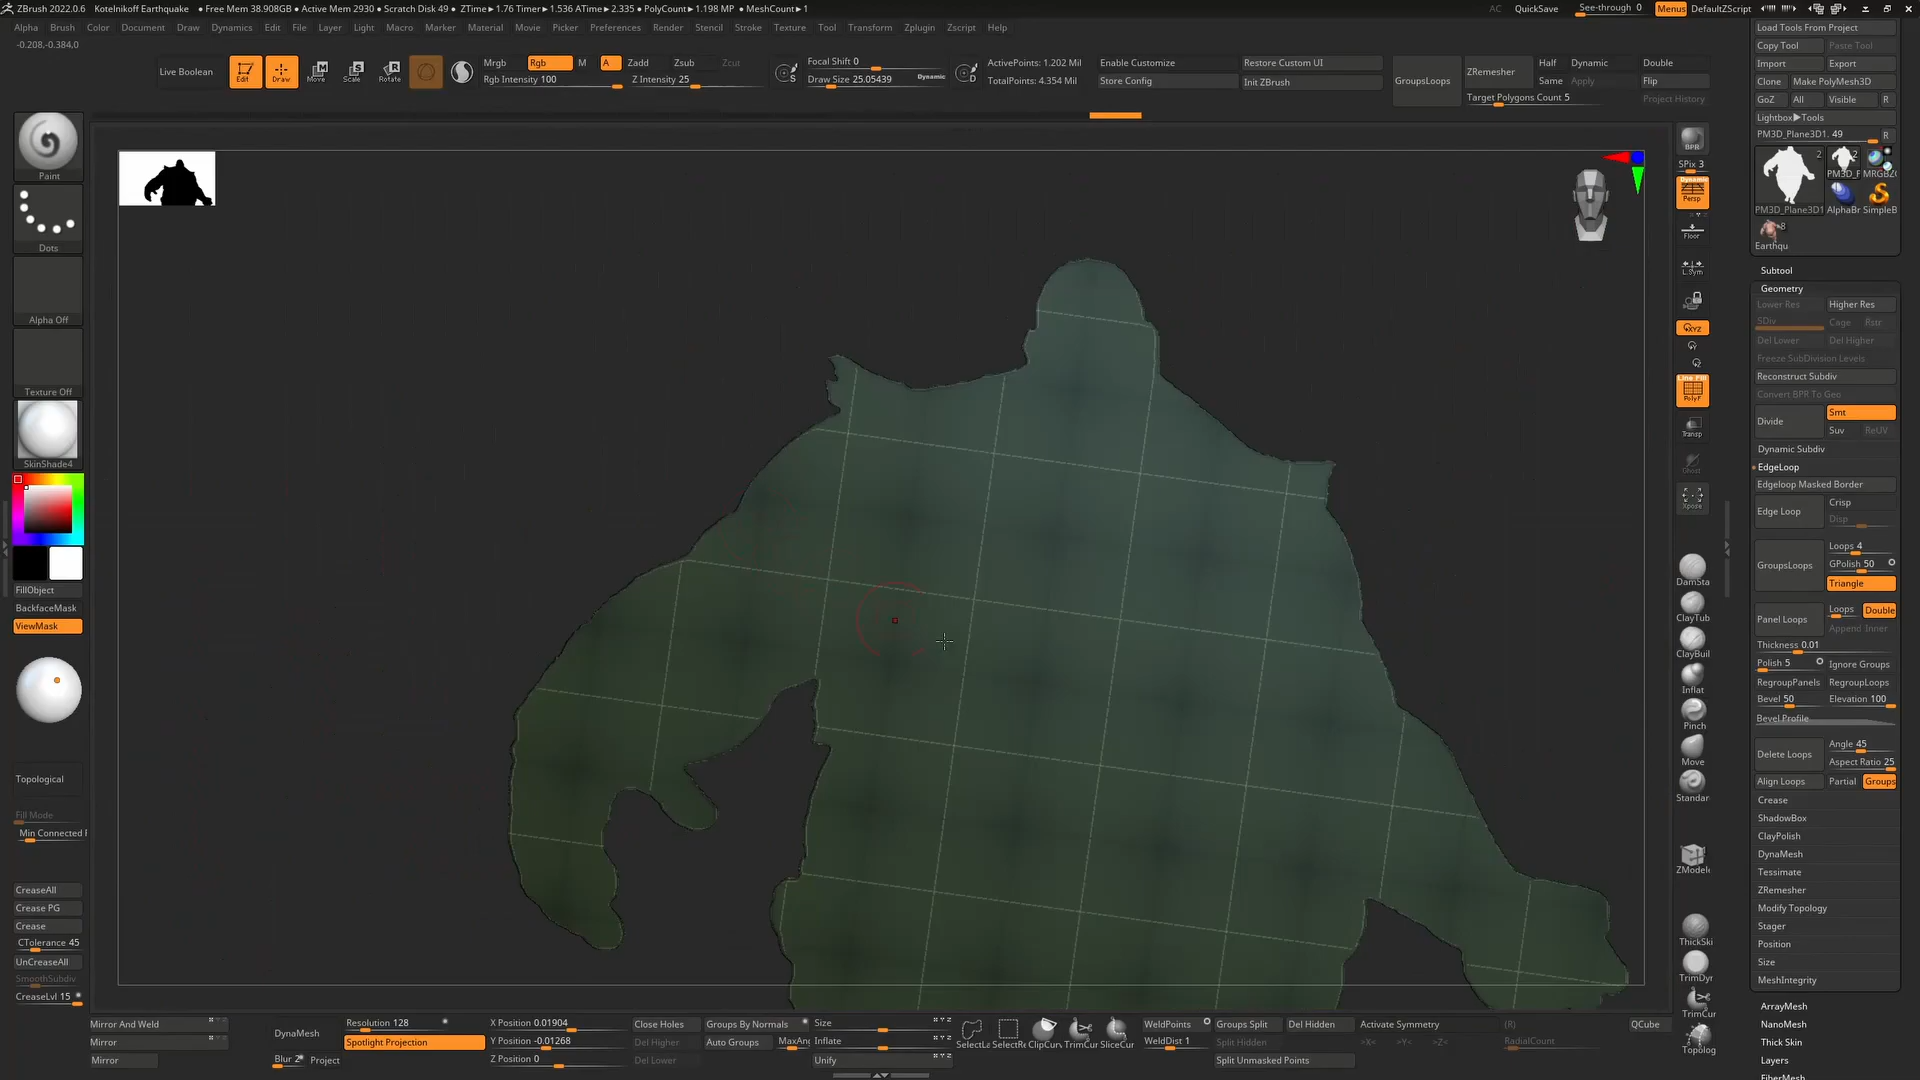 ZBrush 2022.0.6 Kotelnikoff Earthquake • Free Mem 38.908GB • Active Mem 2930 • Scratch Disk 49 • ZTime▸1.76 Timer▸1.536 ATime▸2.335 • PolyCount▸1.198 MP • MeshCount▸1
AC QuickSave See-through 0 Menus DefaultZScript
Alpha Brush Color Document Draw Dynamics Edit File Layer Light Macro Marker Material Movie Picker Preferences Render Stencil Stroke Texture Tool Transform Zplugin Zscript Help
-0.208,-0.384,0
Live Boolean
Edit Draw Move Scale Rotate
Mrgb Rgb M A Zadd Zsub Zcut
Rgb Intensity 100 Z Intensity 25
Focal Shift 0
Draw Size 25.05439 Dynamic
S
D
ActivePoints: 1.202 Mil
TotalPoints: 4.354 Mil
Enable Customize
Store Config
Restore Custom UI
Init ZBrush
GroupsLoops
ZRemesher
Half Dynamic Double
Same Apply Flip
Target Polygons Count 5 Project History
Paint
Dots
Alpha Off
Texture Off
SkinShade4
FillObject
BackfaceMask
ViewMask
Topological
Fill Mode
Min Connected
CreaseAll
Crease PG
Crease
CTolerance 45
UnCreaseAll
SmoothSubdiv
CreaseLvl 15
BPR
SPix 3
Dynamic
Persp
Floor
L.Sym
XYZ
Line Fill
PolyF
Transp
Ghost
Xpose
DamSta
ClayTub
ClayBuil
Inflat
Pinch
Move
Standar
ZModel
ThickSki
TrimDyr
TrimCur
Topolog
Load Tools From Project
Copy Tool Paste Tool
Import Export
Clone Make PolyMesh3D
GoZ All Visible R
Lightbox▸Tools
PM3D_Plane3D1. 49 R
2 2
PM3D_F MRGBZ
PM3D_Plane3D1 AlphaBr SimpleB
8
Earthqu
Subtool
Geometry
Lower Res Higher Res
SDiv Cage Rstr
Del Lower Del Higher
Freeze SubDivision Levels
Reconstruct Subdiv
Convert BPR To Geo
Divide Smt
Suv ReUV
Dynamic Subdiv
EdgeLoop
Edgeloop Masked Border
Edge Loop Crisp
Disp
GroupsLoops Loops 4
GPolish 50
Triangle
Panel Loops Loops Double
Append Inner
Thickness 0.01
Polish 5 Ignore Groups
RegroupPanels RegroupLoops
Bevel 50 Elevation 100
Bevel Profile
Delete Loops Angle 45
Aspect Ratio 25
Align Loops Partial Groups
Crease
ShadowBox
ClayPolish
DynaMesh
Tessimate
ZRemesher
Modify Topology
Stager
Position
Size
MeshIntegrity
ArrayMesh
NanoMesh
Thick Skin
Layers
FiberMesh
Mirror And Weld
Mirror
Mirror
DynaMesh
Blur 2 Project
Resolution 128
Spotlight Projection
X Position 0.01904
Y Position -0.01268
Z Position 0
Close Holes
Del Higher
Del Lower
Groups By Normals
Auto Groups MaxAng
Size
Inflate
Unify
SelectLa SelectRe ClipCurv TrimCur SliceCur
WeldPoints
WeldDist 1
Groups Split
Split Hidden
Split Unmasked Points
Del Hidden
Activate Symmetry
>X< >Y< >Z<
(R)
RadialCount
QCube